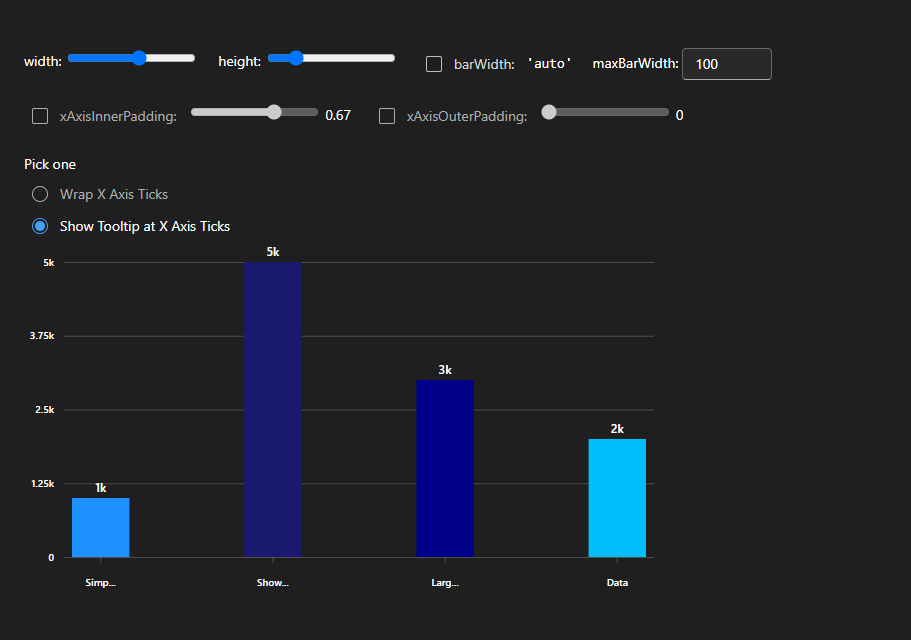 width: height: barWidth: 'auto' maxBarWidth: 100
xAxisInnerPadding: 0.67 xAxisOuterPadding: 0
Pick one
Wrap X Axis Ticks
Show Tooltip at X Axis Ticks
5k
5k
3.75k
3k
2.5k
2k
1.25k
1k
0
Simp... Show... Larg... Data